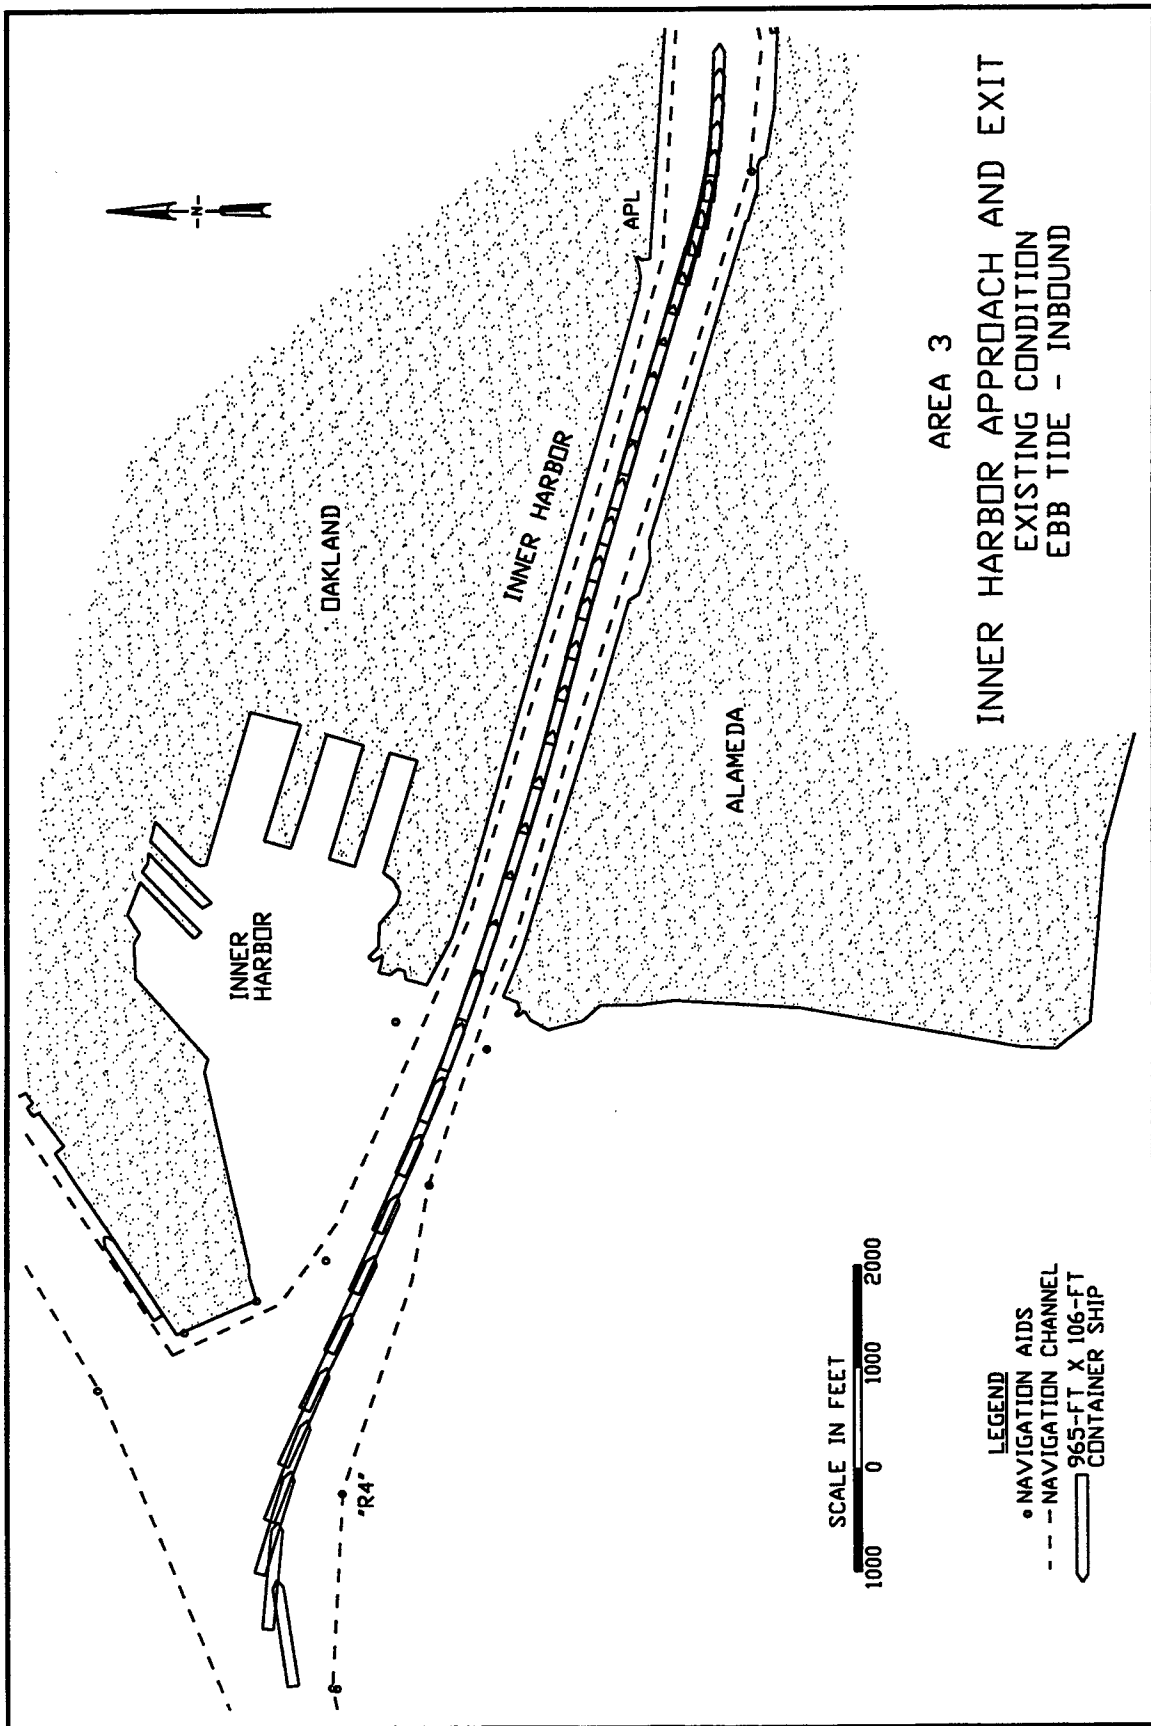 -N-
APL
OAKLAND
INNER HARBOR
INNER
HARBOR
ALAMEDA
"R4"
AREA 3
INNER HARBOR APPROACH AND EXIT
EXISTING CONDITION
EBB TIDE - INBOUND
SCALE IN FEET
1000 0 1000 2000
LEGEND
NAVIGATION AIDS
NAVIGATION CHANNEL
965-FT X 106-FT
CONTAINER SHIP